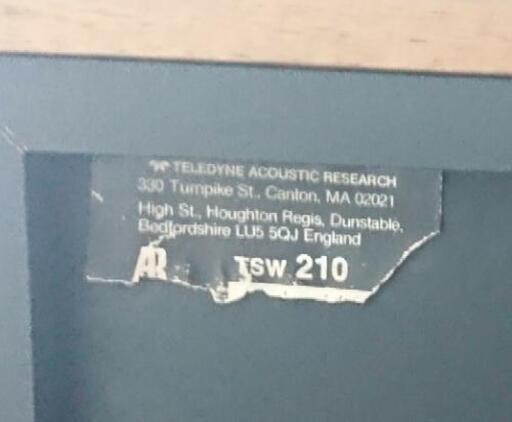 TELEDYNE ACOUSTIC RESEARCH
330 Turnpike St., Canton, MA 02021
High St., Houghton Regis, Dunstable,
Bedfordshire LU5 5QJ England
AR TSW 210